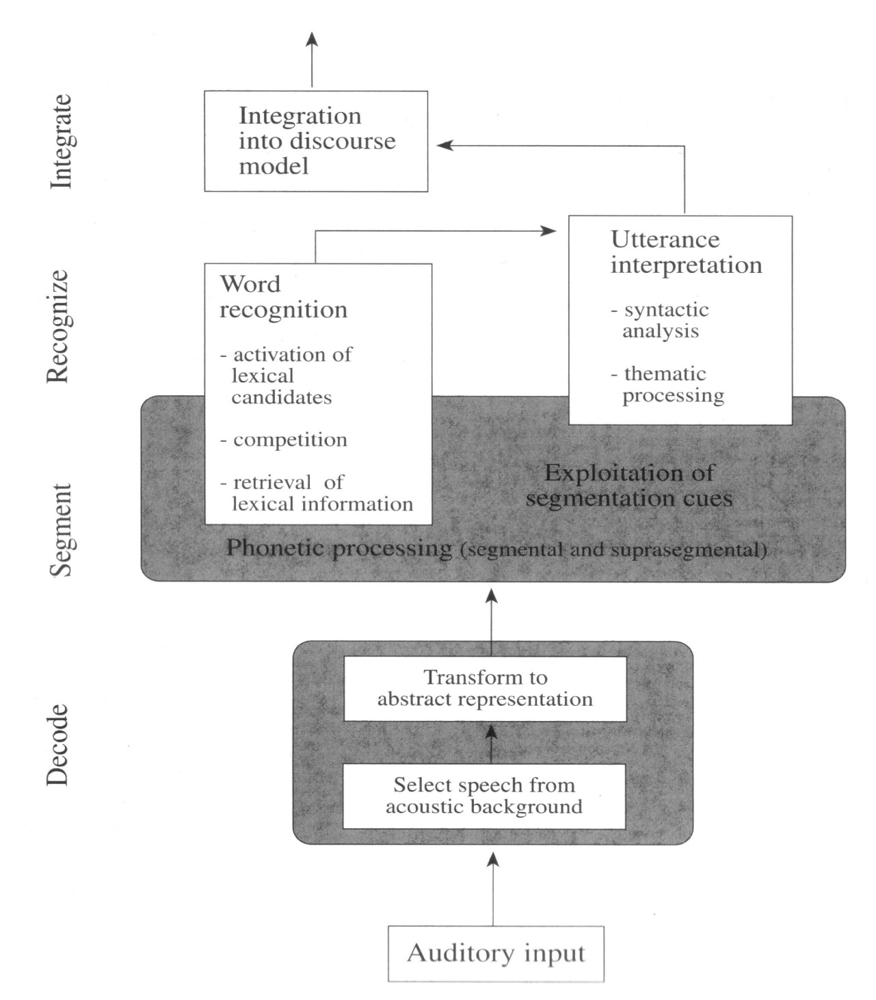 Integrate
Integration
into discourse
model
Recognize
Word
recognition
- activation of
lexical
candidates
- competition
- retrieval of
lexical information
Utterance
interpretation
- syntactic
analysis
- thematic
processing
Segment
Exploitation of
segmentation cues
Phonetic processing (segmental and suprasegmental)
Decode
Transform to
abstract representation
Select speech from
acoustic background
Auditory input